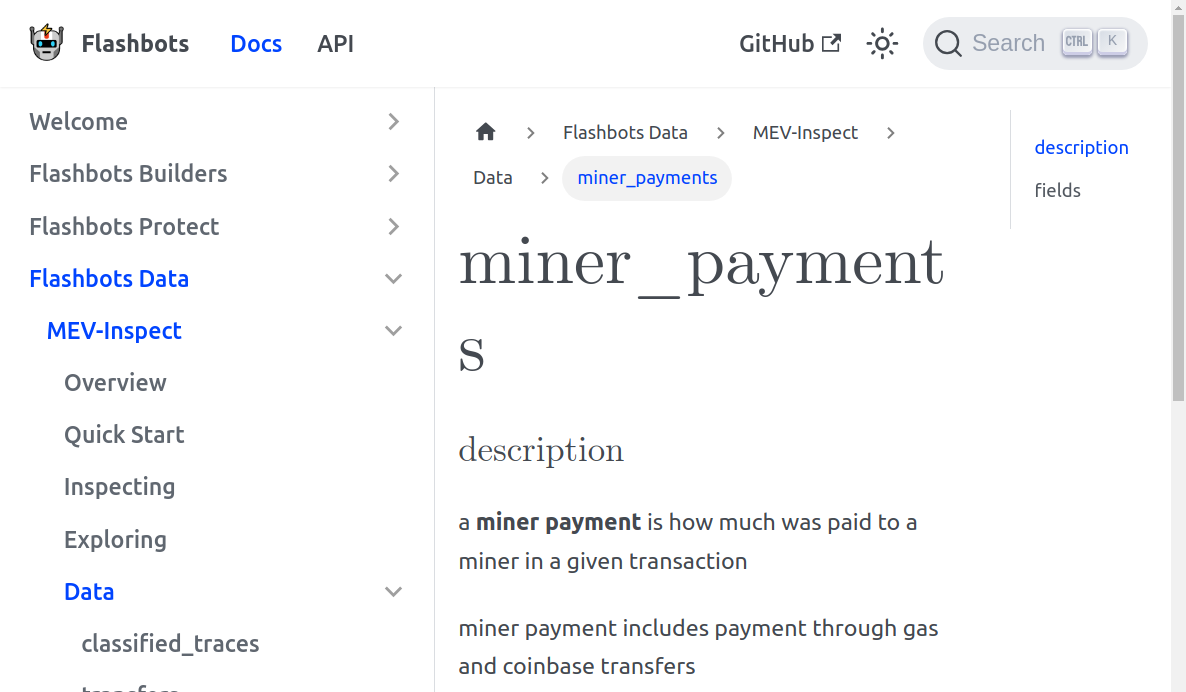 Flashbots Docs API GitHub Search CTRL K
Welcome
Flashbots Builders
Flashbots Protect
Flashbots Data
MEV-Inspect
Overview
Quick Start
Inspecting
Exploring
Data
classified_traces
transfers
Flashbots Data MEV-Inspect
Data miner_payments
miner_payment
s
description
a miner payment is how much was paid to a
miner in a given transaction
miner payment includes payment through gas
and coinbase transfers
description
fields